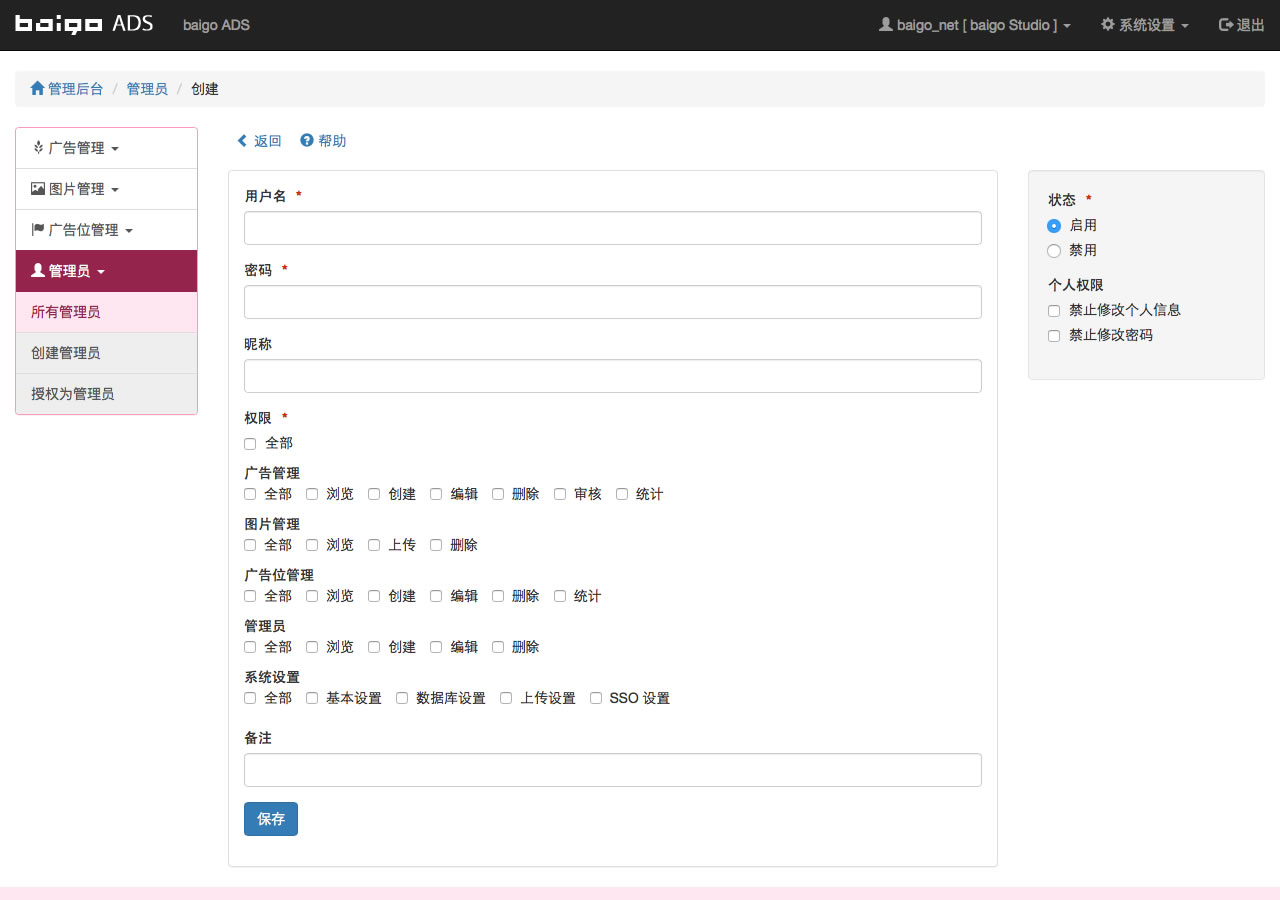 baigo ADS baigo ADS baigo_net [ baigo Studio ] 系统设置 退出
管理后台 / 管理员 / 创建
广告管理
图片管理
广告位管理
管理员
所有管理员
创建管理员
授权为管理员
返回 帮助
用户名 *
密码 *
昵称
权限 *
全部
广告管理
全部 浏览 创建 编辑 删除 审核 统计
图片管理
全部 浏览 上传 删除
广告位管理
全部 浏览 创建 编辑 删除 统计
管理员
全部 浏览 创建 编辑 删除
系统设置
全部 基本设置 数据库设置 上传设置 SSO 设置
备注
保存
状态 *
启用
禁用
个人权限
禁止修改个人信息
禁止修改密码